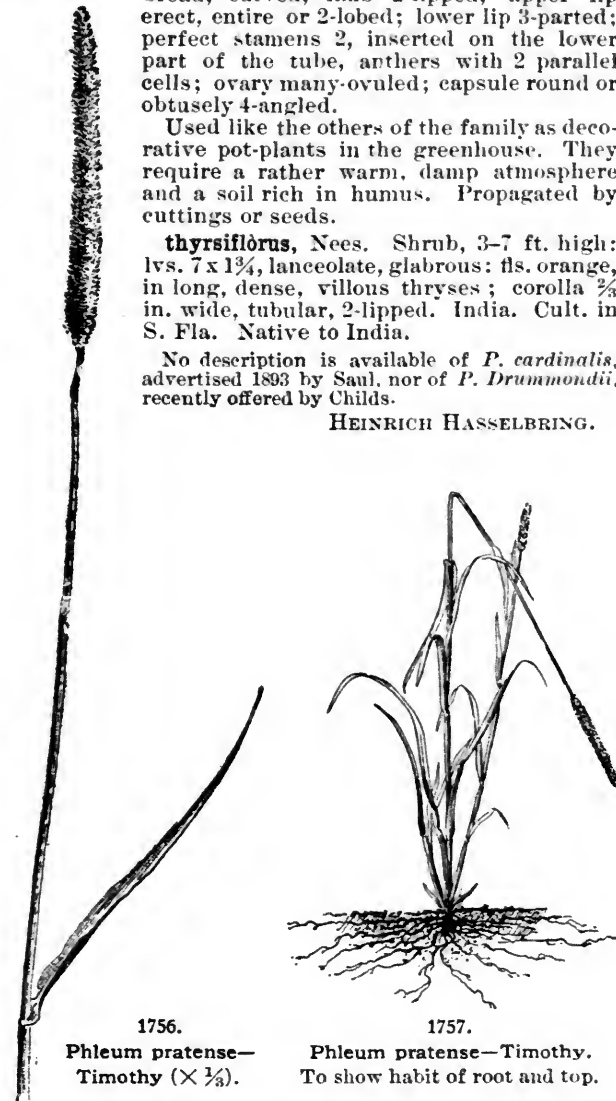 erect, entire or 2-lobed; lower lip 3-parted;
perfect stamens 2, inserted on the lower
part of the tube, anthers with 2 parallel
cells; ovary many-ovuled; capsule round or
obtusely 4-angled.
Used like the others of the family as deco-
rative pot-plants in the greenhouse. They
require a rather warm, damp atmosphere
and a soil rich in humus. Propagated by
cuttings or seeds.
thyrsiflòrus, Nees. Shrub, 3–7 ft. high:
lvs. 7 x 1¾, lanceolate, glabrous: fls. orange,
in long, dense, villous thryses ; corolla ⅔
in. wide, tubular, 2-lipped. India. Cult. in
S. Fla. Native to India.
No description is available of P. cardinalis,
advertised 1893 by Saul, nor of P. Drummondii,
recently offered by Childs.
HEINRICH HASSELBRING.
1756.
Phleum pratense—
Timothy (× ⅓).
1757.
Phleum pratense—Timothy.
To show habit of root and top.